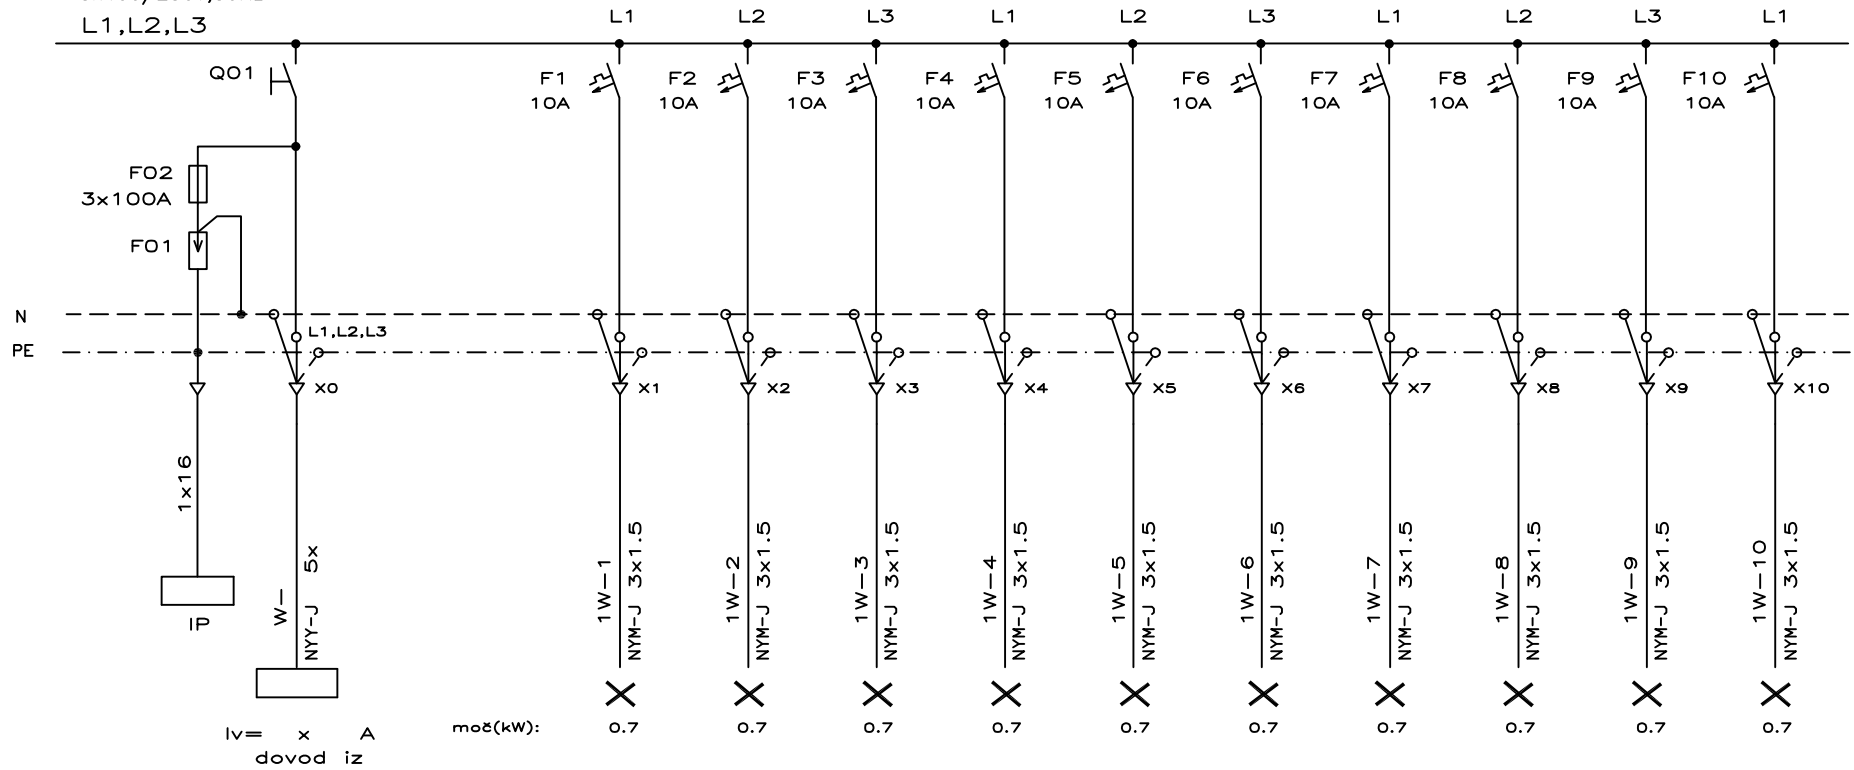 L1,L2,L3
L1 L2 L3 L1 L2 L3 L1 L2 L3 L1
Q01
F1 F2 F3 F4 F5 F6 F7 F8 F9 F10
10A 10A 10A 10A 10A 10A 10A 10A 10A 10A
F02
3x100A
F01
N
L1,L2,L3
PE
X0 X1 X2 X3 X4 X5 X6 X7 X8 X9 X10
1x16
IP
W-
NYY-J 5x
1W-1
NYM-J 3x1.5
1W-2
NYM-J 3x1.5
1W-3
NYM-J 3x1.5
1W-4
NYM-J 3x1.5
1W-5
NYM-J 3x1.5
1W-6
NYM-J 3x1.5
1W-7
NYM-J 3x1.5
1W-8
NYM-J 3x1.5
1W-9
NYM-J 3x1.5
1W-10
NYM-J 3x1.5
moč(kW): 0.7 0.7 0.7 0.7 0.7 0.7 0.7 0.7 0.7 0.7
Iv= x A
dovod iz